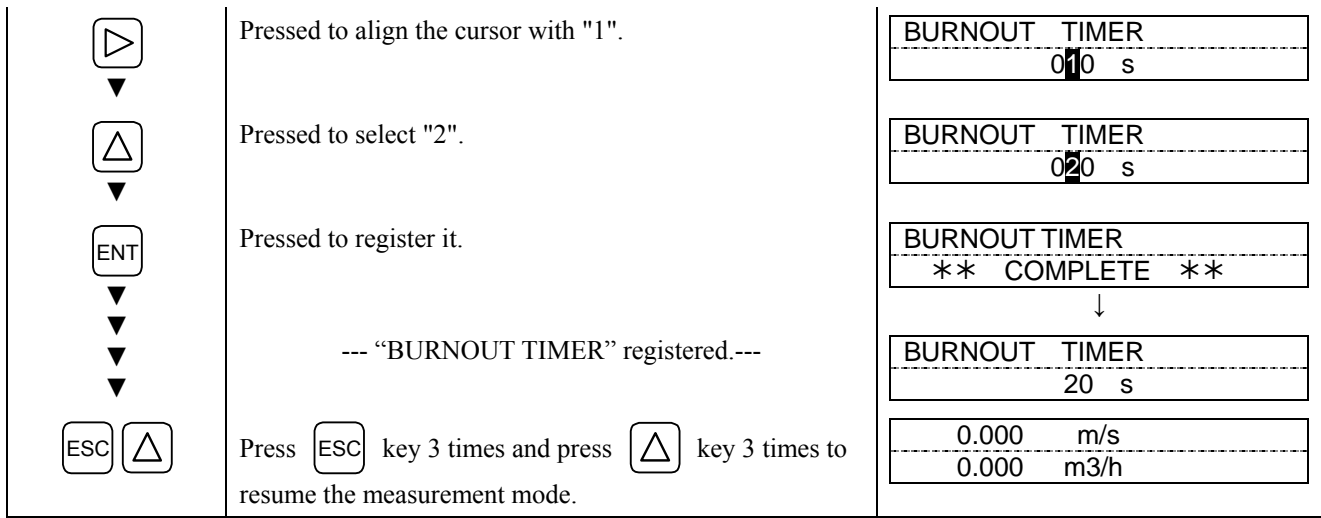 Pressed to align the cursor with "1".
BURNOUT TIMER
010 s
Pressed to select "2".
BURNOUT TIMER
020 s
ENT
Pressed to register it.
BURNOUT TIMER
** COMPLETE **
↓
--- “BURNOUT TIMER” registered.---
BURNOUT TIMER
20 s
ESC
Press ESC key 3 times and press △ key 3 times to
resume the measurement mode.
0.000 m/s
0.000 m3/h